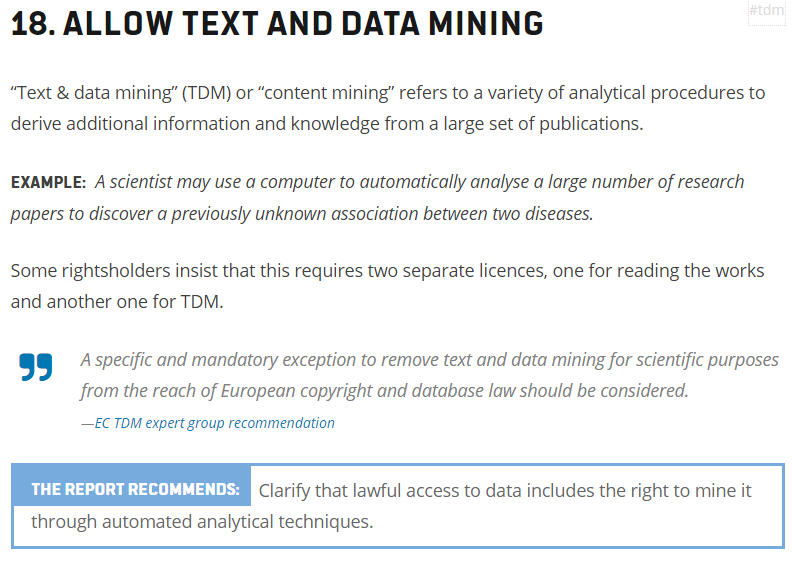 #tdm
18. ALLOW TEXT AND DATA MINING
“Text & data mining” (TDM) or “content mining” refers to a variety of analytical procedures to
derive additional information and knowledge from a large set of publications.
EXAMPLE: A scientist may use a computer to automatically analyse a large number of research
papers to discover a previously unknown association between two diseases.
Some rightsholders insist that this requires two separate licences, one for reading the works
and another one for TDM.
” A specific and mandatory exception to remove text and data mining for scientific purposes
from the reach of European copyright and database law should be considered.
—EC TDM expert group recommendation
THE REPORT RECOMMENDS: Clarify that lawful access to data includes the right to mine it
through automated analytical techniques.